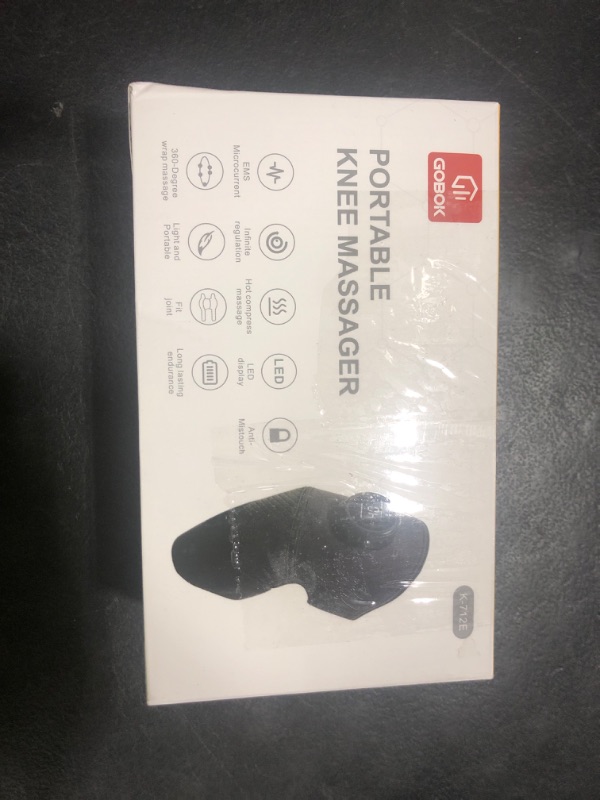 GOBOK
PORTABLE
KNEE MASSAGER
EMS
Microcurrent
Infinite
regulation
Hot compress
massage
LED
LED
display
Anti-
Mistouch
360-Degree
wrap massage
Light and
Portable
Fit
joint
Long lasting
endurance
K-712E